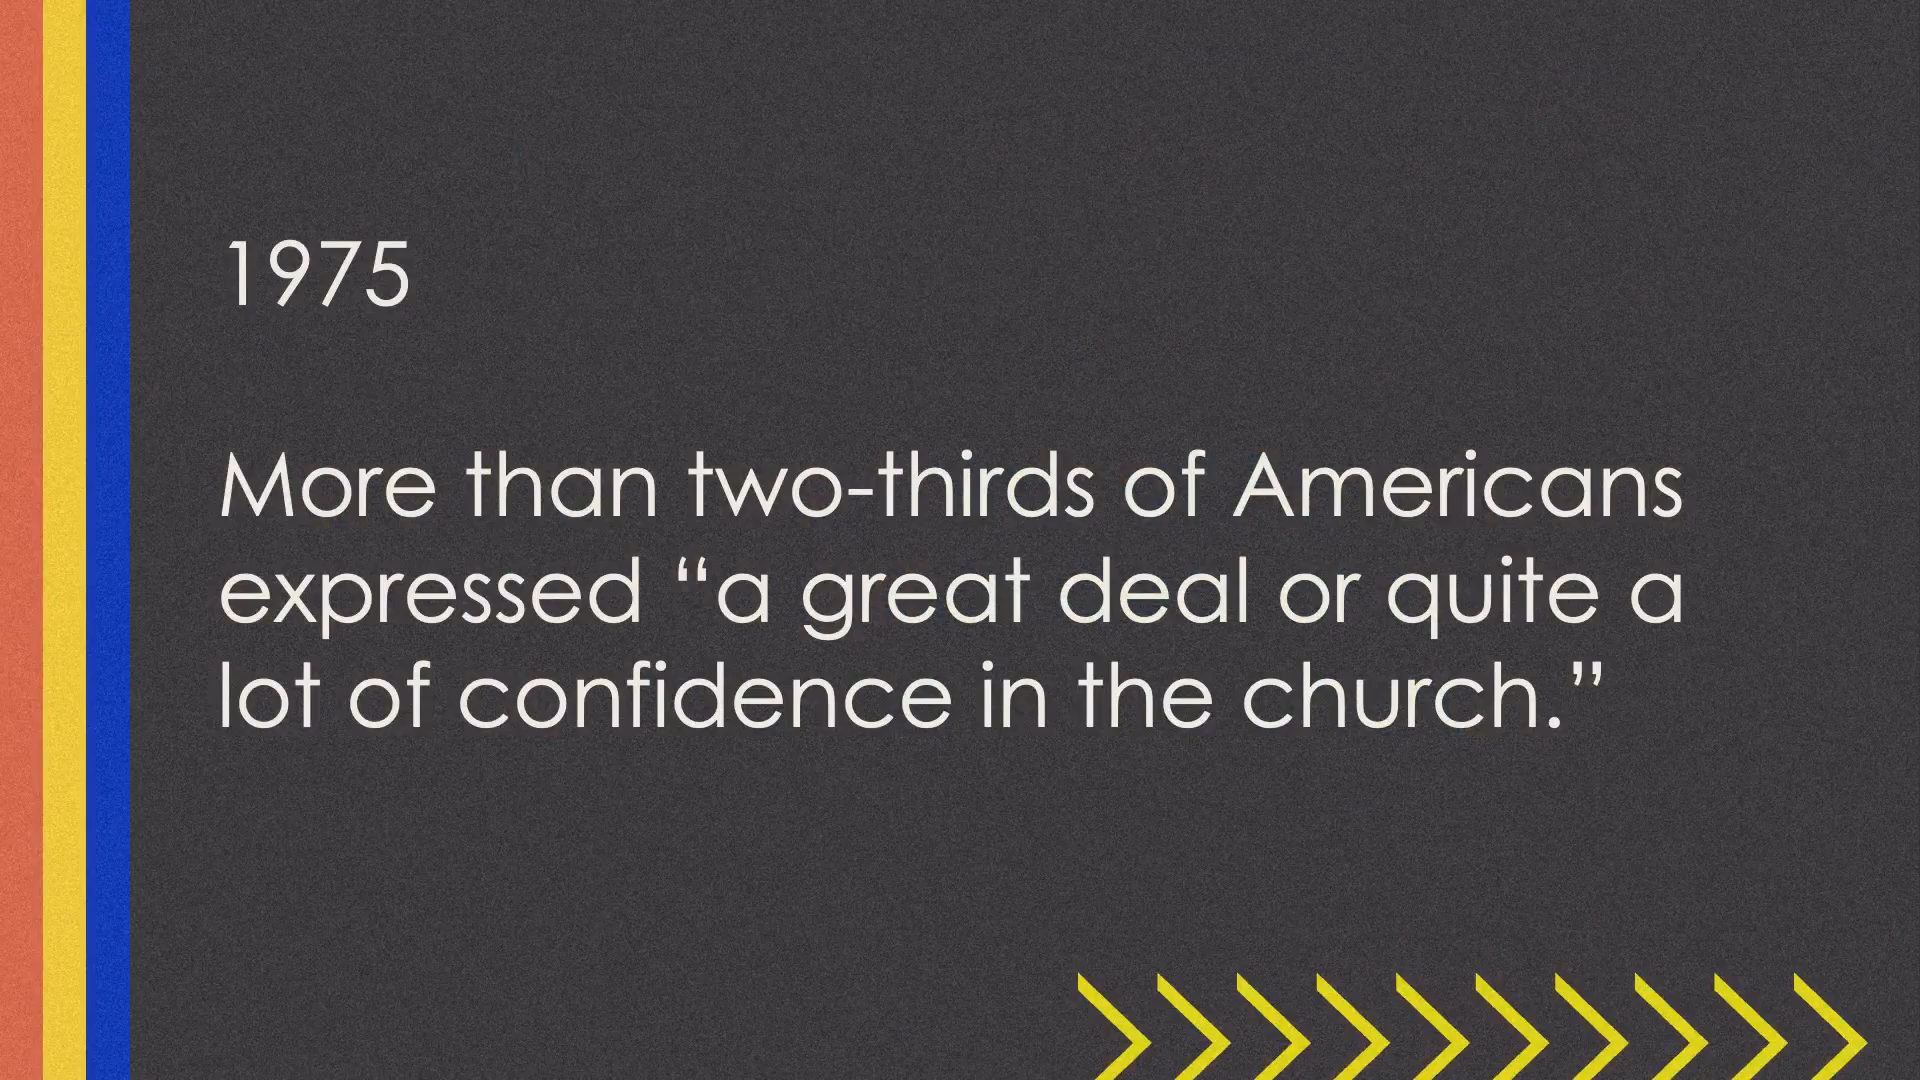 1975
More than two-thirds of Americans
expressed “a great deal or quite a
lot of confidence in the church.”